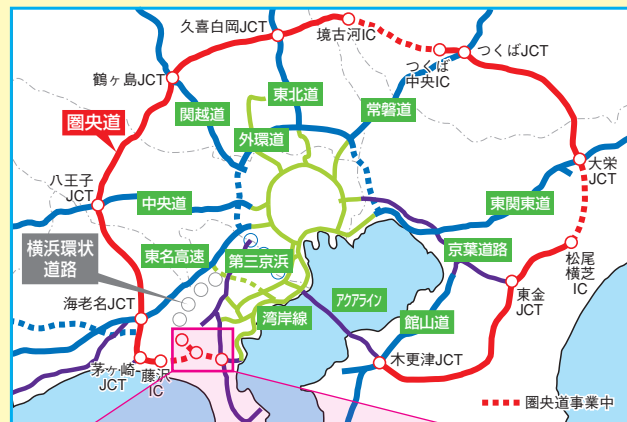 久喜白岡JCT
境古河IC
つくばJCT
つくば
中央IC
鶴ヶ島JCT
関越道
東北道
常磐道
圏央道
外環道
大栄
JCT
八王子
JCT
中央道
東関東道
横浜環状
道路
東名高速
第三京浜
京葉道路
松尾
横芝
IC
海老名JCT
湾岸線
アクアライン
館山道
東金
JCT
茅ヶ崎
JCT
藤沢
IC
木更津JCT
圏央道事業中